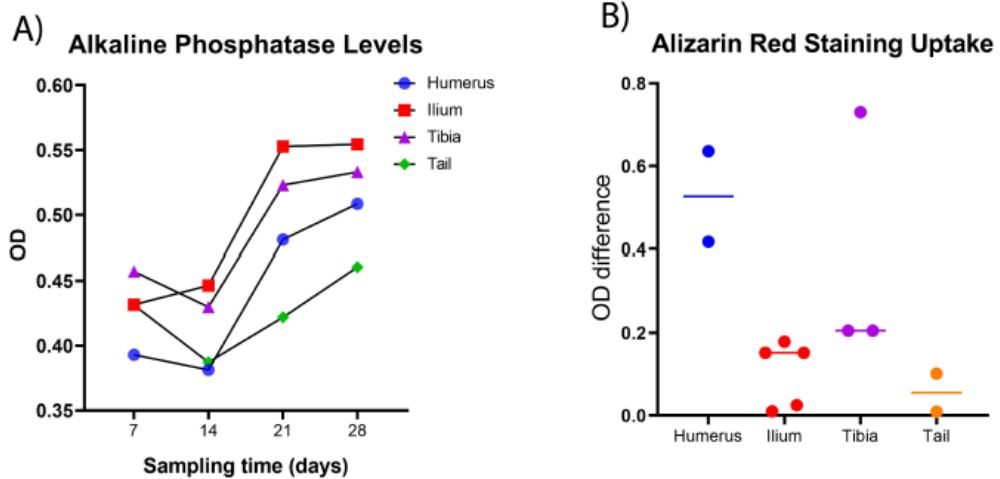 A)
Alkaline Phosphatase Levels
OD
0.60
0.55
0.50
0.45
0.40
0.35
7 14 21 28
Sampling time (days)
Humerus
Ilium
Tibia
Tail
B)
Alizarin Red Staining Uptake
OD difference
0.8
0.6
0.4
0.2
0.0
Humerus Ilium Tibia Tail